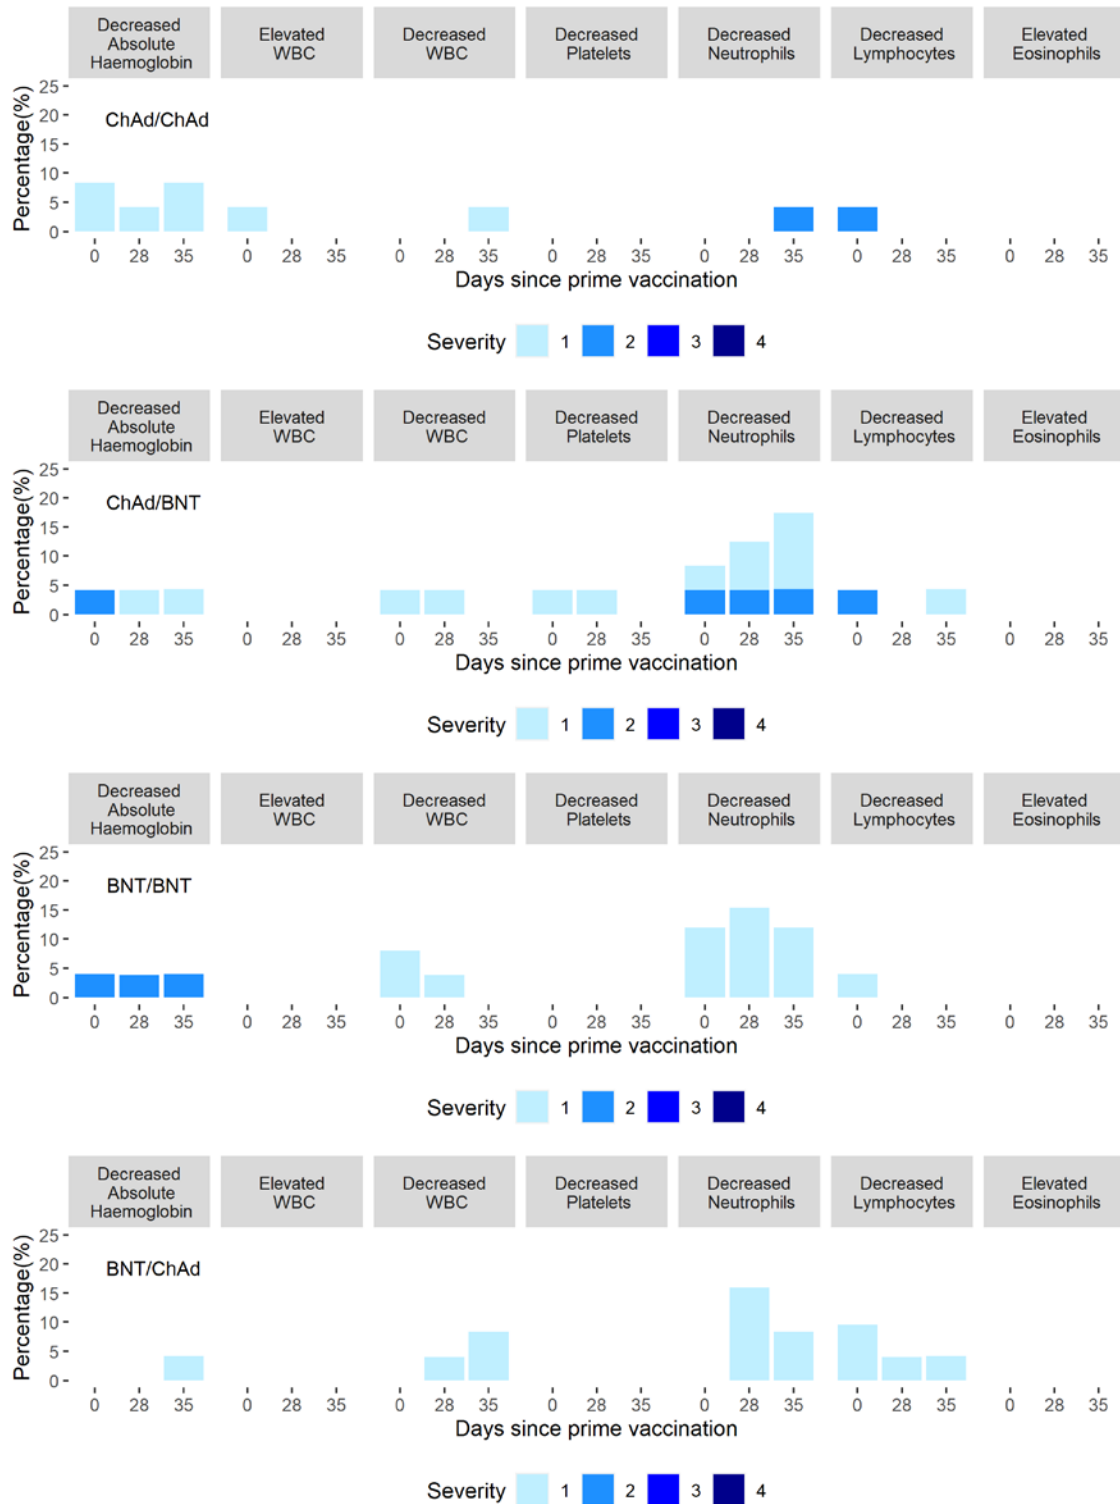 Decreased Absolute Haemoglobin
Elevated WBC
Decreased WBC
Decreased Platelets
Decreased Neutrophils
Decreased Lymphocytes
Elevated Eosinophils
Percentage(%)
25
20
15
10
5
0
ChAd/ChAd
0 28 35 0 28 35 0 28 35 0 28 35 0 28 35 0 28 35 0 28 35
Days since prime vaccination
Severity 1 2 3 4
Decreased Absolute Haemoglobin
Elevated WBC
Decreased WBC
Decreased Platelets
Decreased Neutrophils
Decreased Lymphocytes
Elevated Eosinophils
Percentage(%)
25
20
15
10
5
0
ChAd/BNT
0 28 35 0 28 35 0 28 35 0 28 35 0 28 35 0 28 35 0 28 35
Days since prime vaccination
Severity 1 2 3 4
Decreased Absolute Haemoglobin
Elevated WBC
Decreased WBC
Decreased Platelets
Decreased Neutrophils
Decreased Lymphocytes
Elevated Eosinophils
Percentage(%)
25
20
15
10
5
0
BNT/BNT
0 28 35 0 28 35 0 28 35 0 28 35 0 28 35 0 28 35 0 28 35
Days since prime vaccination
Severity 1 2 3 4
Decreased Absolute Haemoglobin
Elevated WBC
Decreased WBC
Decreased Platelets
Decreased Neutrophils
Decreased Lymphocytes
Elevated Eosinophils
Percentage(%)
25
20
15
10
5
0
BNT/ChAd
0 28 35 0 28 35 0 28 35 0 28 35 0 28 35 0 28 35 0 28 35
Days since prime vaccination
Severity 1 2 3 4